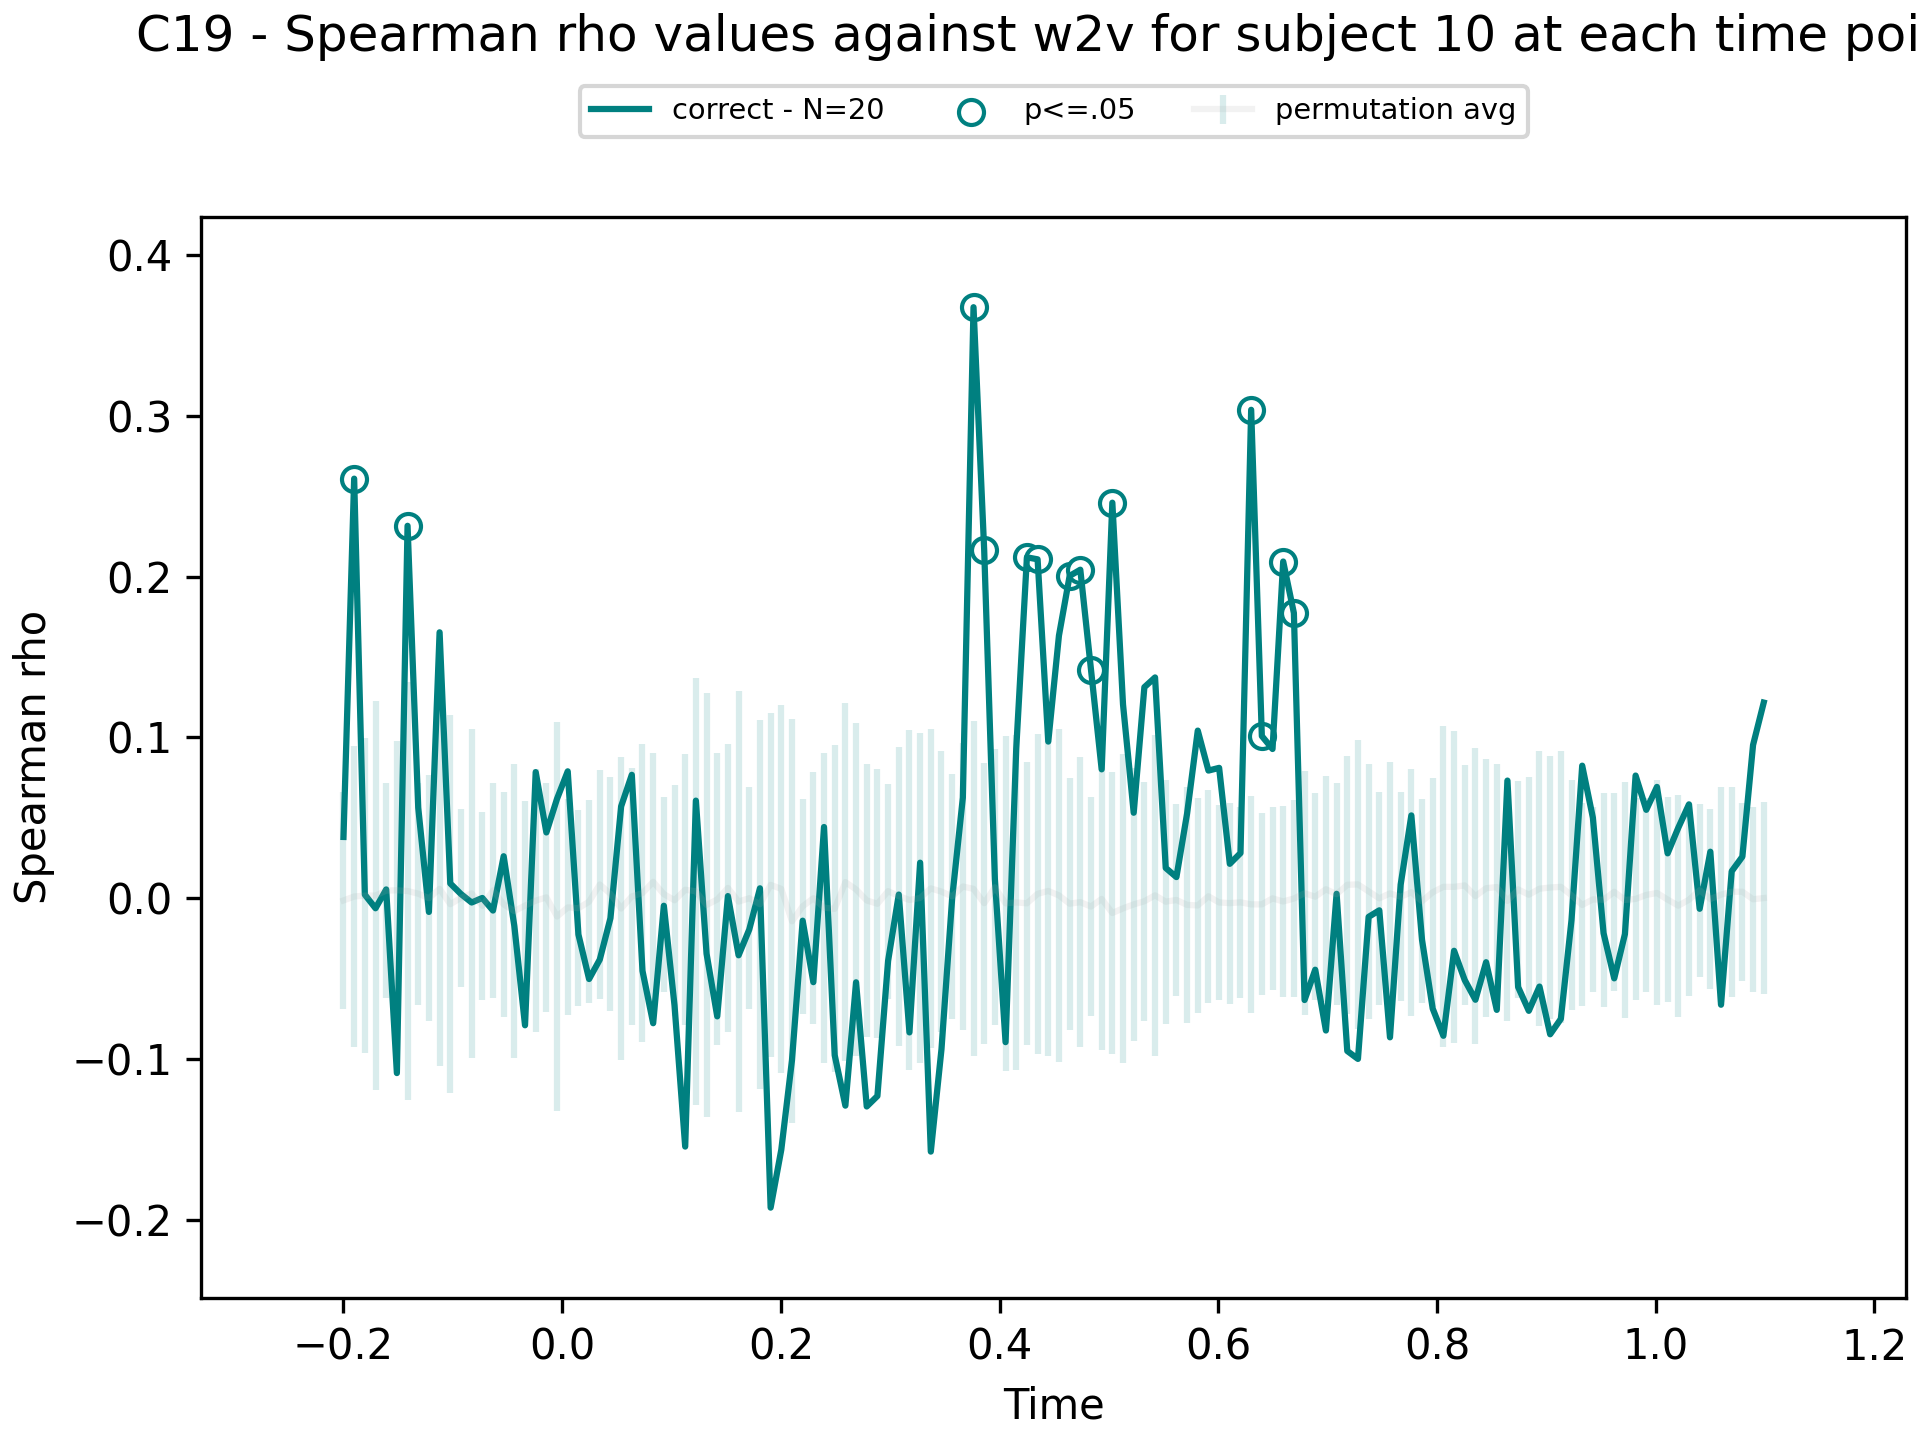 C19 - Spearman rho values against w2v for subject 10 at each time poi
correct - N=20 p<=.05 permutation avg
0.4
0.3
0.2
0.1
0.0
−0.1
−0.2
Spearman rho
−0.2 0.0 0.2 0.4 0.6 0.8 1.0 1.2
Time